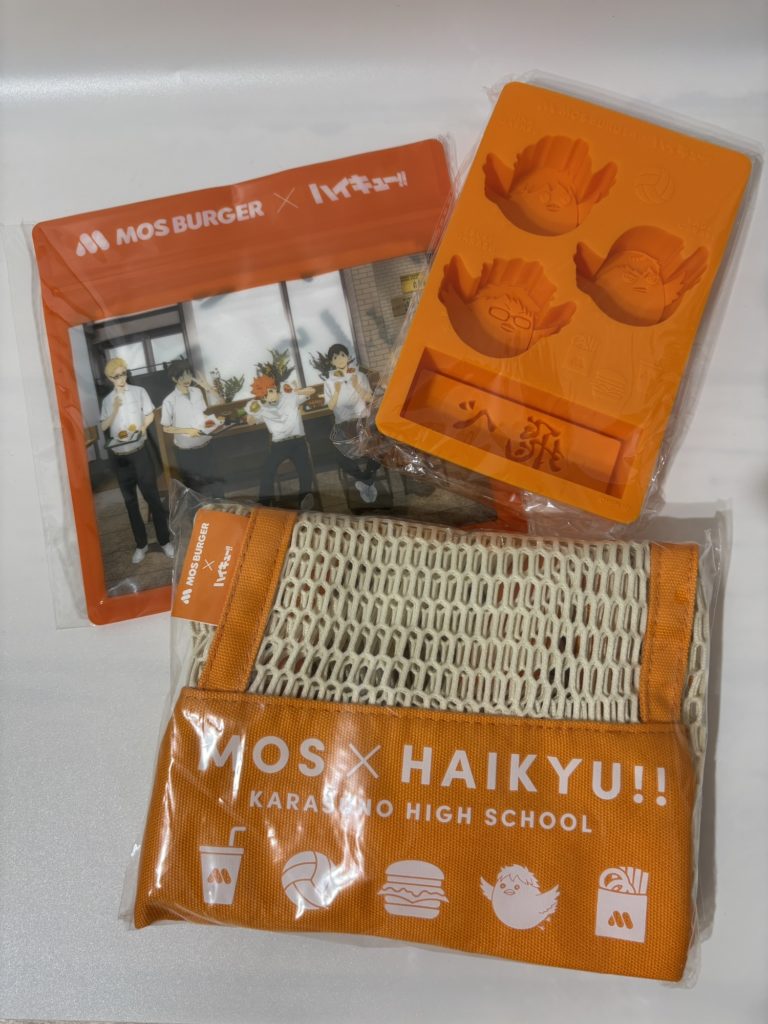 MOS BURGER × ハイキュー!!
MOS BURGER × ハイキュー!!
MOS × HAIKYU!!
KARASUNO HIGH SCHOOL